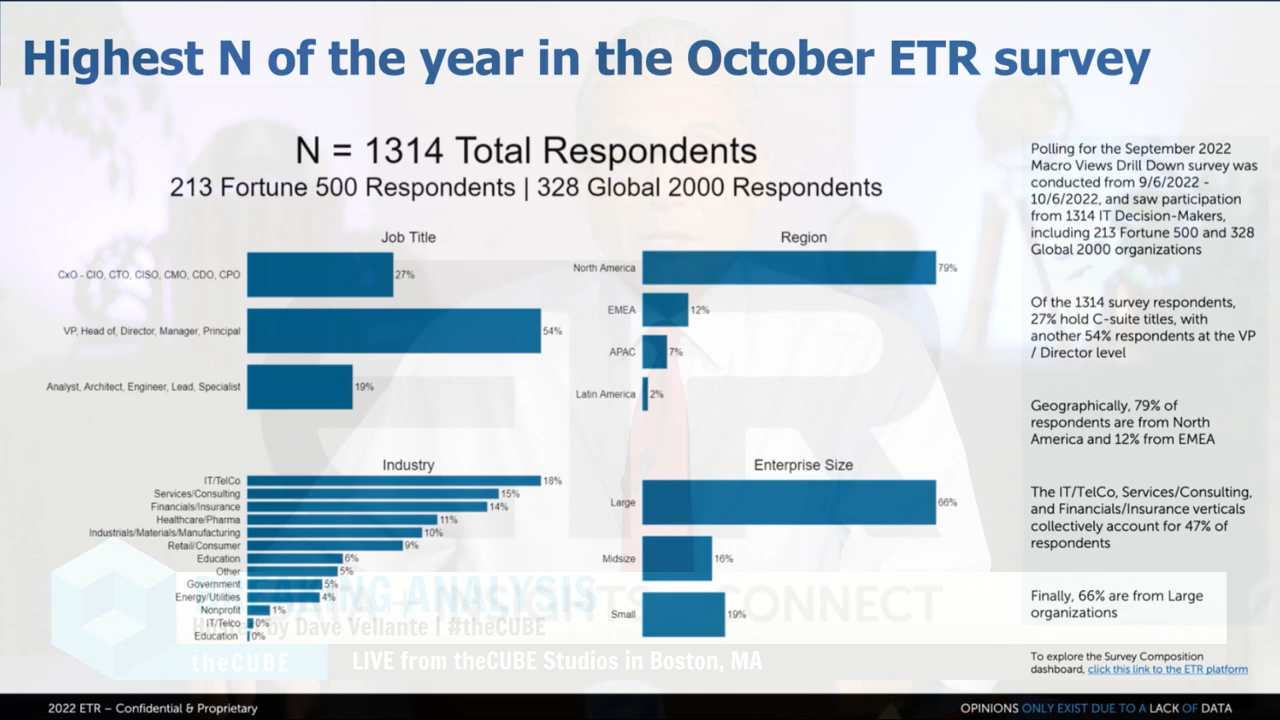 Highest N of the year in the October ETR survey
N = 1314 Total Respondents
213 Fortune 500 Respondents | 328 Global 2000 Respondents
Job Title
CxO - CIO, CTO, CISO, CMO, CDO, CPO
27%
VP, Head of, Director, Manager, Principal
54%
Analyst, Architect, Engineer, Lead, Specialist
19%
Region
North America
79%
EMEA
12%
APAC
7%
Latin America
2%
Industry
IT/TelCo
18%
Services/Consulting
15%
Financials/Insurance
14%
Healthcare/Pharma
11%
Industrials/Materials/Manufacturing
10%
Retail/Consumer
9%
Education
6%
Other
5%
Government
5%
Energy/Utilities
4%
Nonprofit
1%
IT/Telco
0%
Education
0%
Enterprise Size
Large
66%
Midsize
16%
Small
19%
Polling for the September 2022
Macro Views Drill Down survey was
conducted from 9/6/2022 -
10/6/2022, and saw participation
from 1314 IT Decision-Makers,
including 213 Fortune 500 and 328
Global 2000 organizations
Of the 1314 survey respondents,
27% hold C-suite titles, with
another 54% respondents at the VP
/ Director level
Geographically, 79% of
respondents are from North
America and 12% from EMEA
The IT/TelCo, Services/Consulting,
and Financials/Insurance verticals
collectively account for 47% of
respondents
Finally, 66% are from Large
organizations
To explore the Survey Composition
dashboard, click this link to the ETR platform
ANALYSIS
CONNECT
by Dave Vellante | #theCUBE
theCUBE
LIVE from theCUBE Studios in Boston, MA
2022 ETR – Confidential & Proprietary
OPINIONS ONLY EXIST DUE TO A LACK OF DATA